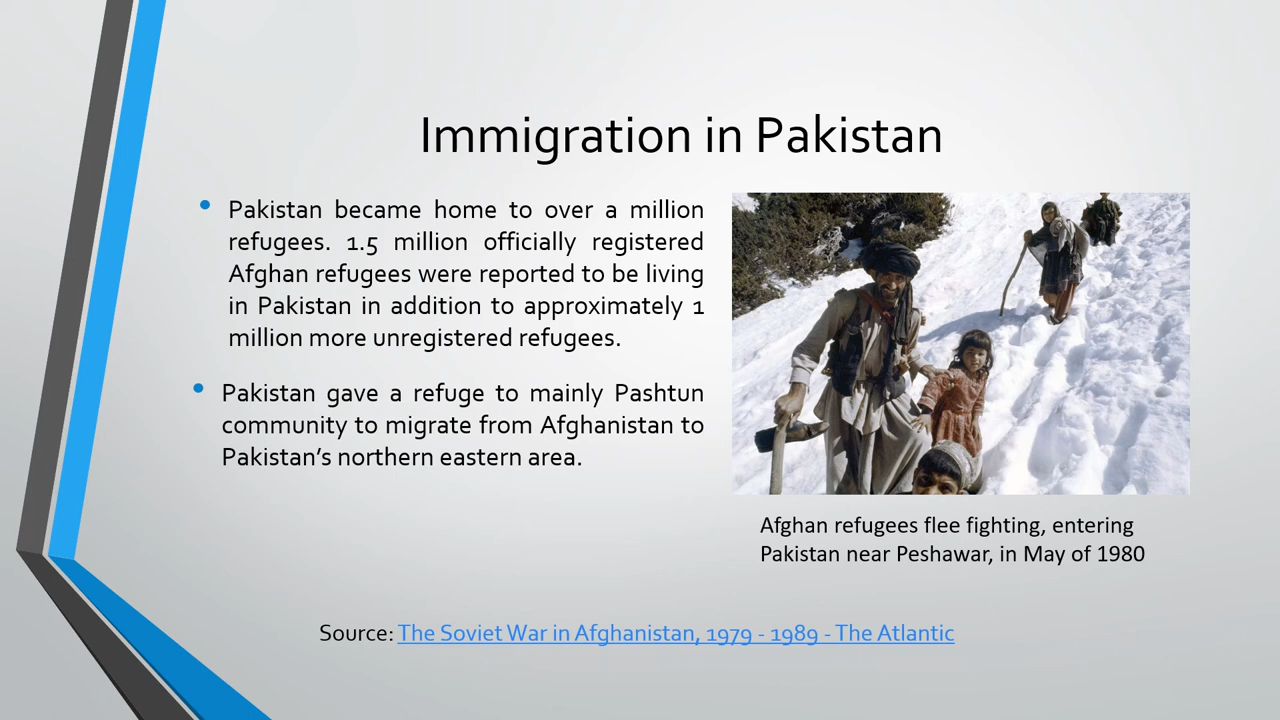 Immigration in Pakistan
• Pakistan became home to over a million
refugees. 1.5 million officially registered
Afghan refugees were reported to be living
in Pakistan in addition to approximately 1
million more unregistered refugees.
• Pakistan gave a refuge to mainly Pashtun
community to migrate from Afghanistan to
Pakistan’s northern eastern area.
Afghan refugees flee fighting, entering
Pakistan near Peshawar, in May of 1980
Source: The Soviet War in Afghanistan, 1979 - 1989 - The Atlantic